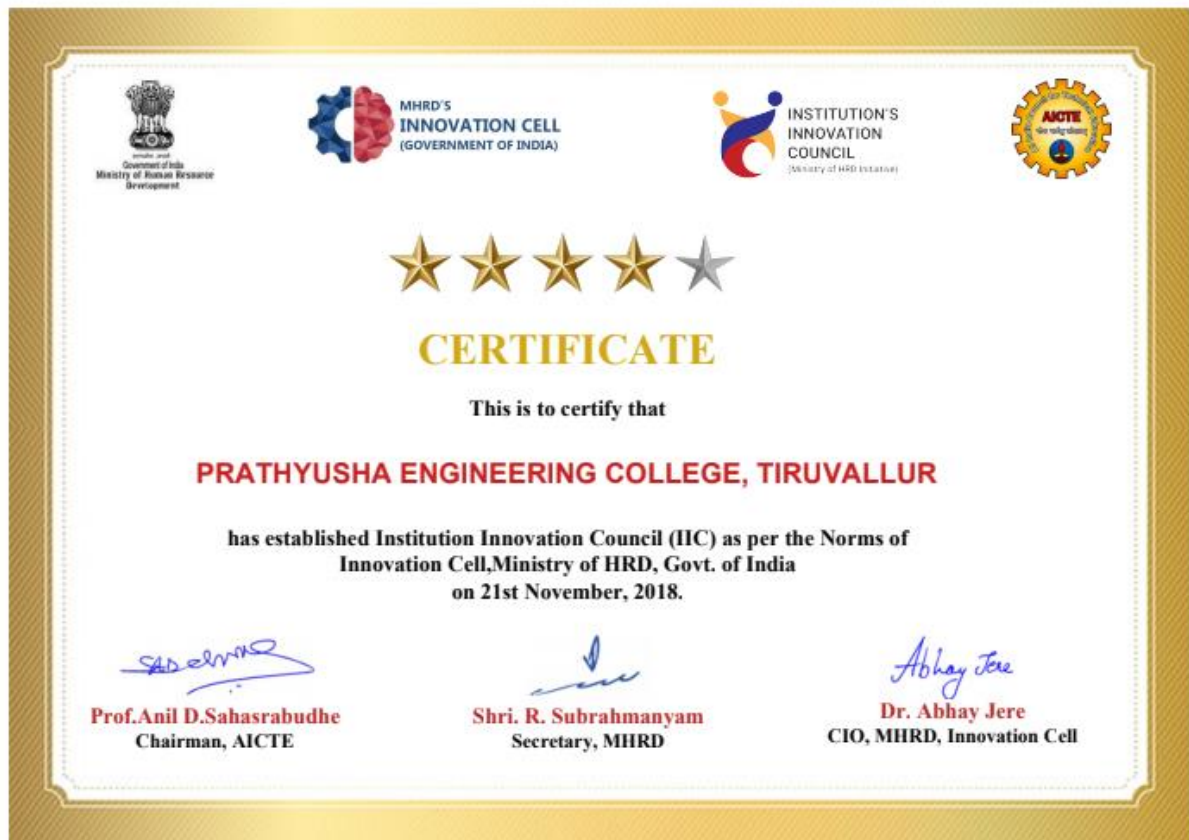 Government of India
Ministry of Human Resource
Development
MHRD'S
INNOVATION CELL
(GOVERNMENT OF INDIA)
INSTITUTION'S
INNOVATION
COUNCIL
(Ministry of HRD Initiative)
AICTE
CERTIFICATE
This is to certify that
PRATHYUSHA ENGINEERING COLLEGE, TIRUVALLUR
has established Institution Innovation Council (IIC) as per the Norms of
Innovation Cell,Ministry of HRD, Govt. of India
on 21st November, 2018.
Abhay Jere
Prof.Anil D.Sahasrabudhe
Chairman, AICTE
Shri. R. Subrahmanyam
Secretary, MHRD
Dr. Abhay Jere
CIO, MHRD, Innovation Cell